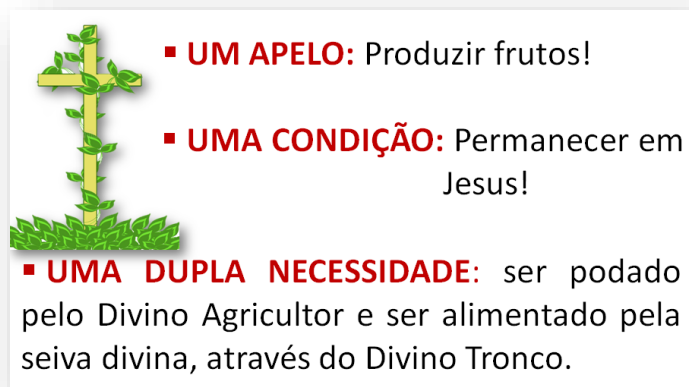 ▪ UM APELO: Produzir frutos!
▪ UMA CONDIÇÃO: Permanecer em
Jesus!
▪ UMA DUPLA NECESSIDADE: ser podado
pelo Divino Agricultor e ser alimentado pela
seiva divina, através do Divino Tronco.